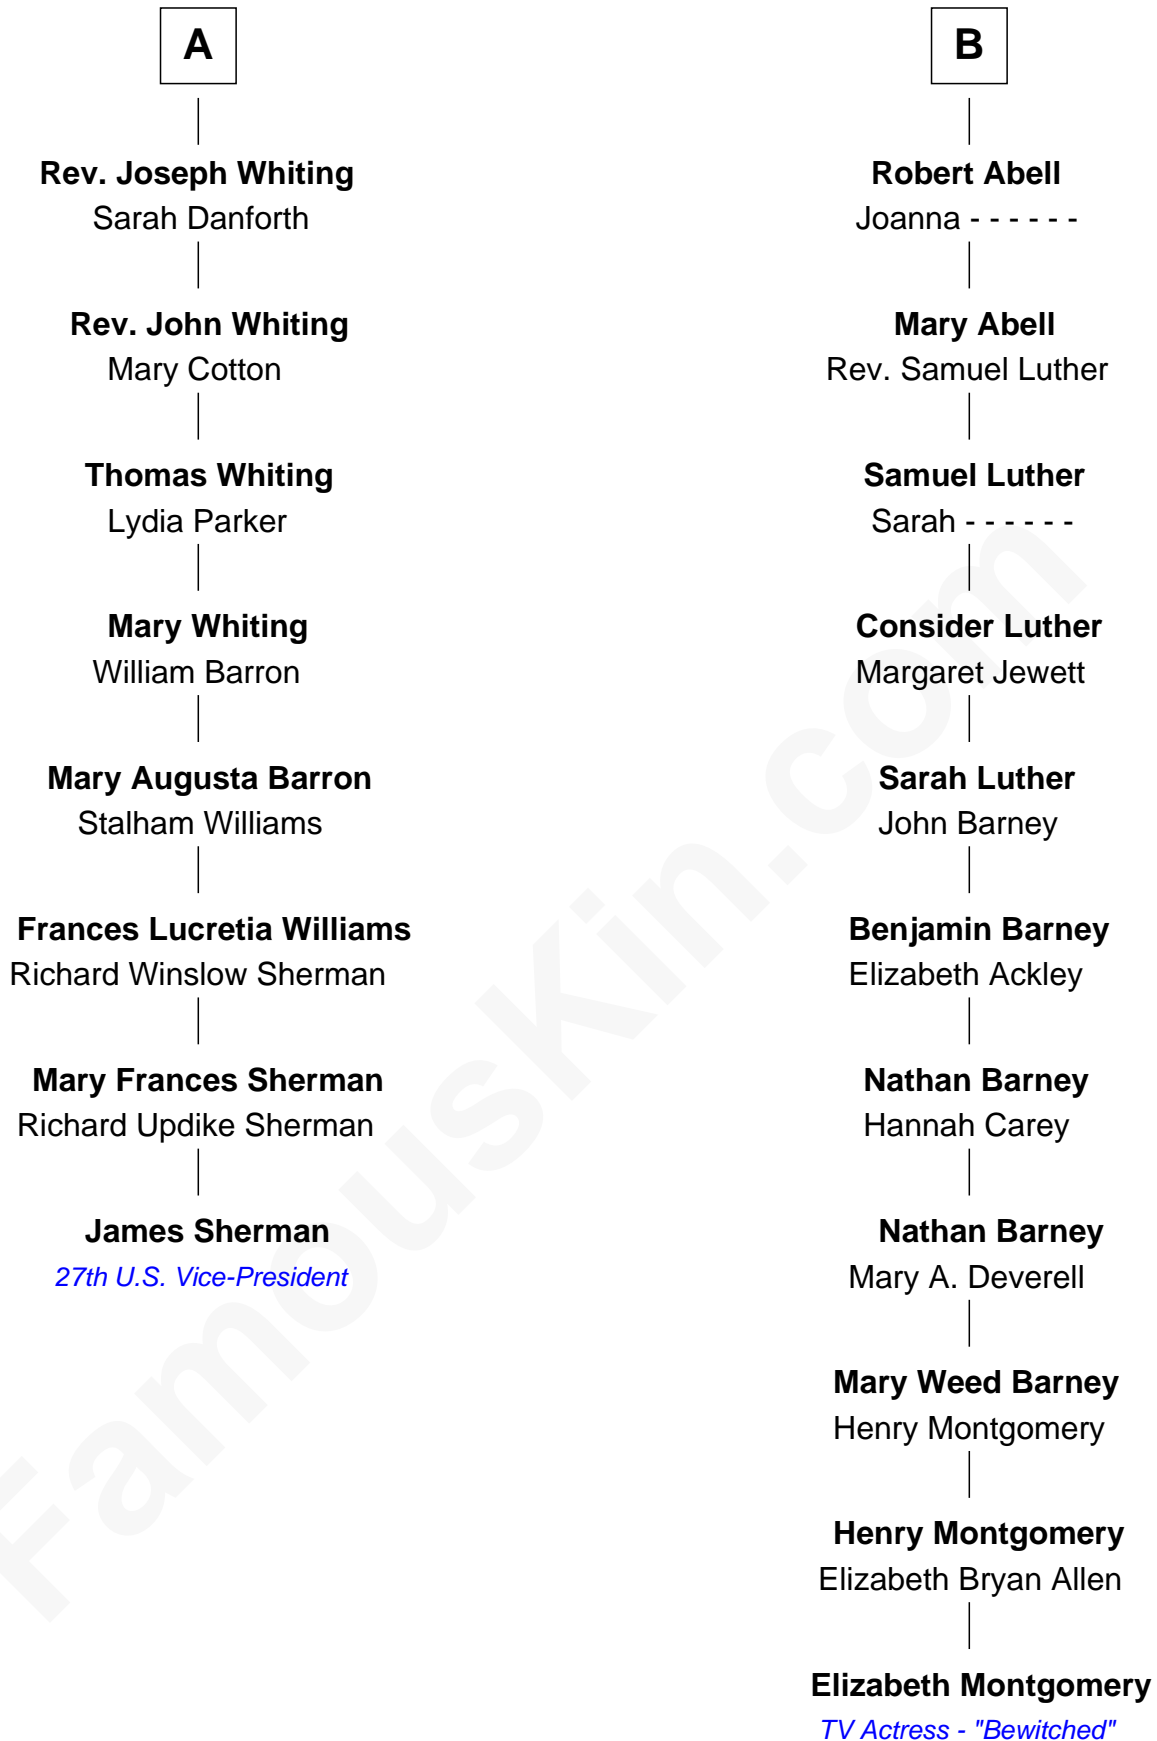 A
Rev. Joseph Whiting
Sarah Danforth
Rev. John Whiting
Mary Cotton
Thomas Whiting
Lydia Parker
Mary Whiting
William Barron
Mary Augusta Barron
Stalham Williams
Frances Lucretia Williams
Richard Winslow Sherman
Mary Frances Sherman
Richard Updike Sherman
James Sherman
27th U.S. Vice-President
B
Robert Abell
Joanna - - - - - -
Mary Abell
Rev. Samuel Luther
Samuel Luther
Sarah - - - - - -
Consider Luther
Margaret Jewett
Sarah Luther
John Barney
Benjamin Barney
Elizabeth Ackley
Nathan Barney
Hannah Carey
Nathan Barney
Mary A. Deverell
Mary Weed Barney
Henry Montgomery
Henry Montgomery
Elizabeth Bryan Allen
Elizabeth Montgomery
TV Actress - "Bewitched"
FamousKin.com